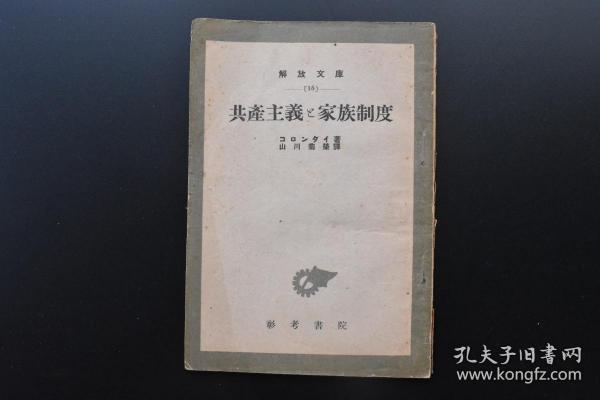 解放文庫
(15)
共產主義と家族制度
コロンタイ著
山川菊榮譯
彰考書院
孔夫子旧书网
www.kongfz.com